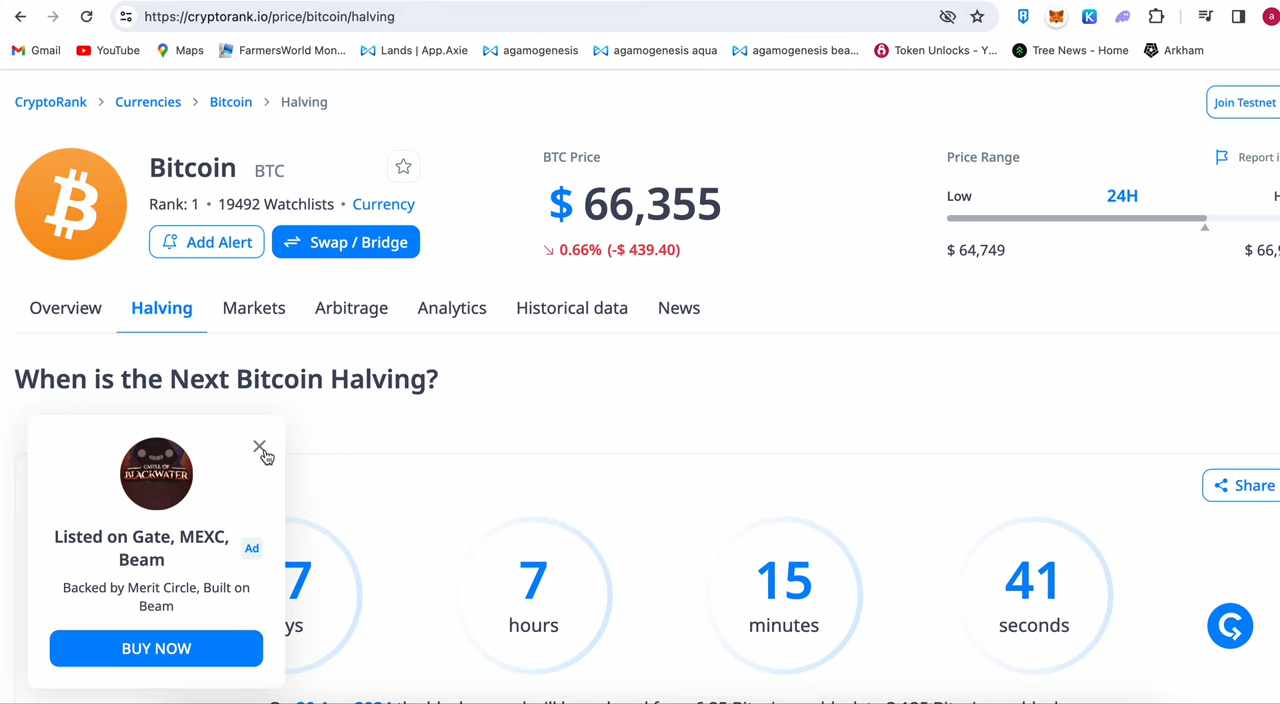 https://cryptorank.io/price/bitcoin/halving
a
Gmail YouTube Maps FarmersWorld Mon... Lands | App.Axie agamogenesis agamogenesis aqua agamogenesis bea... Token Unlocks - Y... Tree News - Home Arkham
CryptoRank > Currencies > Bitcoin > Halving
Join Testnet
Bitcoin BTC
Rank: 1 • 19492 Watchlists • Currency
Add Alert Swap / Bridge
BTC Price
$ 66,355
0.66% (-$ 439.40)
Price Range
Report i
Low 24H H
$ 64,749 $ 66,9
Overview Halving Markets Arbitrage Analytics Historical data News
When is the Next Bitcoin Halving?
Share
CASTLE OF
BLACKWATER
Listed on Gate, MEXC,
Beam
Ad
Backed by Merit Circle, Built on
Beam
BUY NOW
7
ys
7
hours
15
minutes
41
seconds